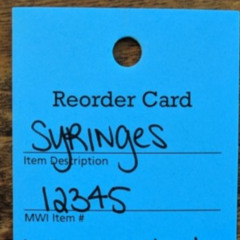 Reorder Card
Syringes
Item Description
12345
MWI Item #